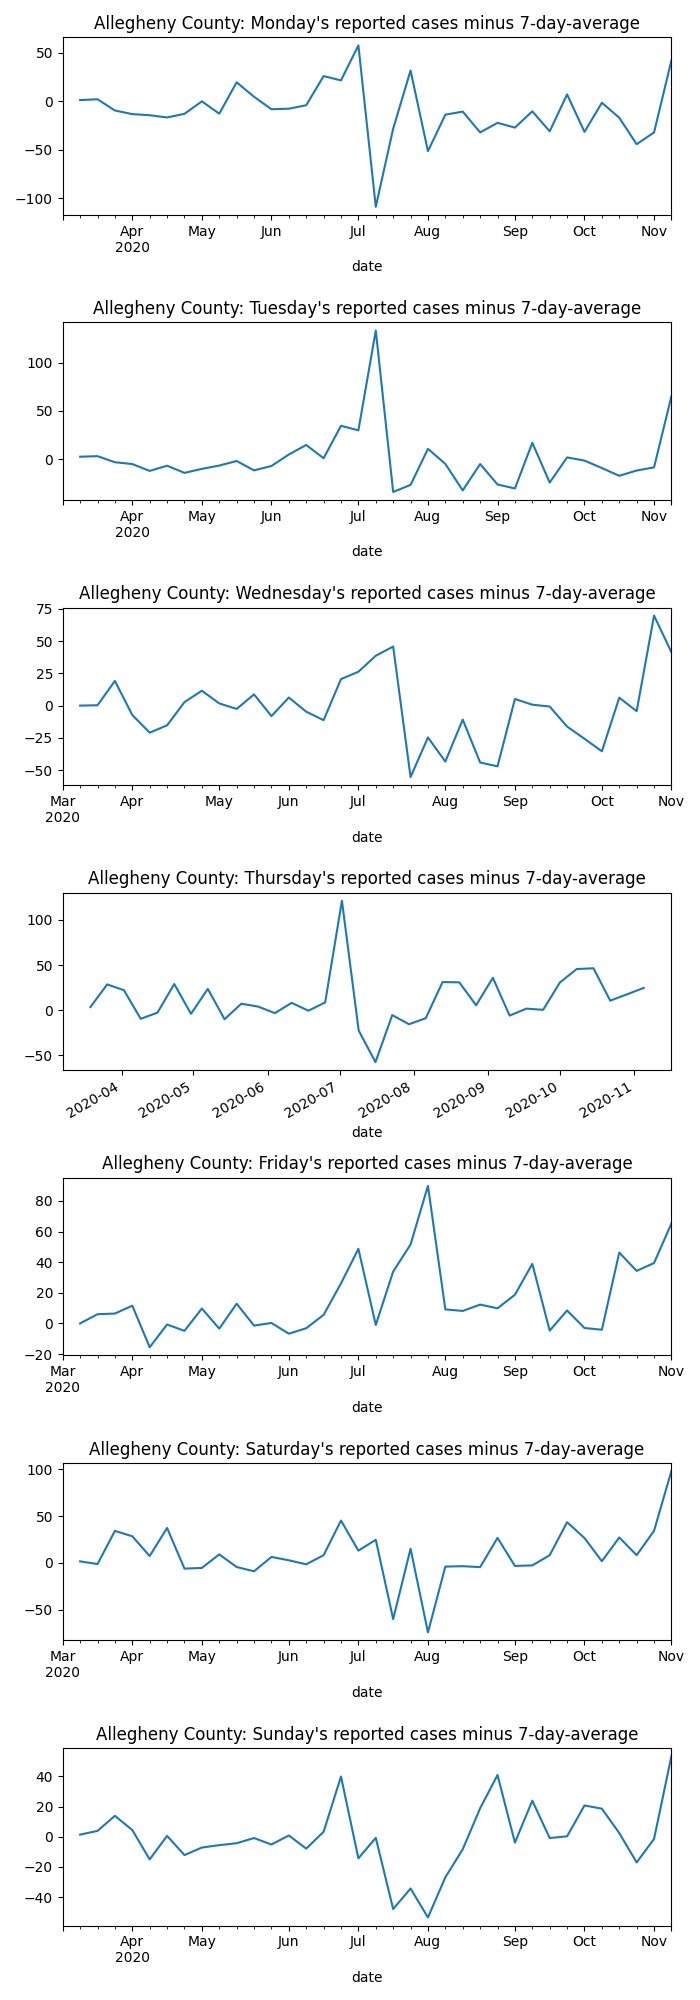 Allegheny County: Monday's reported cases minus 7-day-average
50
0
−50
−100
Apr May Jun Jul Aug Sep Oct Nov
2020
date
Allegheny County: Tuesday's reported cases minus 7-day-average
100
50
0
Apr May Jun Jul Aug Sep Oct Nov
2020
date
Allegheny County: Wednesday's reported cases minus 7-day-average
75
50
25
0
−25
−50
Mar Apr May Jun Jul Aug Sep Oct Nov
2020
date
Allegheny County: Thursday's reported cases minus 7-day-average
100
50
0
−50
2020-04 2020-05 2020-06 2020-07 2020-08 2020-09 2020-10 2020-11
date
Allegheny County: Friday's reported cases minus 7-day-average
80
60
40
20
0
−20
Mar Apr May Jun Jul Aug Sep Oct Nov
2020
date
Allegheny County: Saturday's reported cases minus 7-day-average
100
50
0
−50
Mar Apr May Jun Jul Aug Sep Oct Nov
2020
date
Allegheny County: Sunday's reported cases minus 7-day-average
40
20
0
−20
−40
Apr May Jun Jul Aug Sep Oct Nov
2020
date